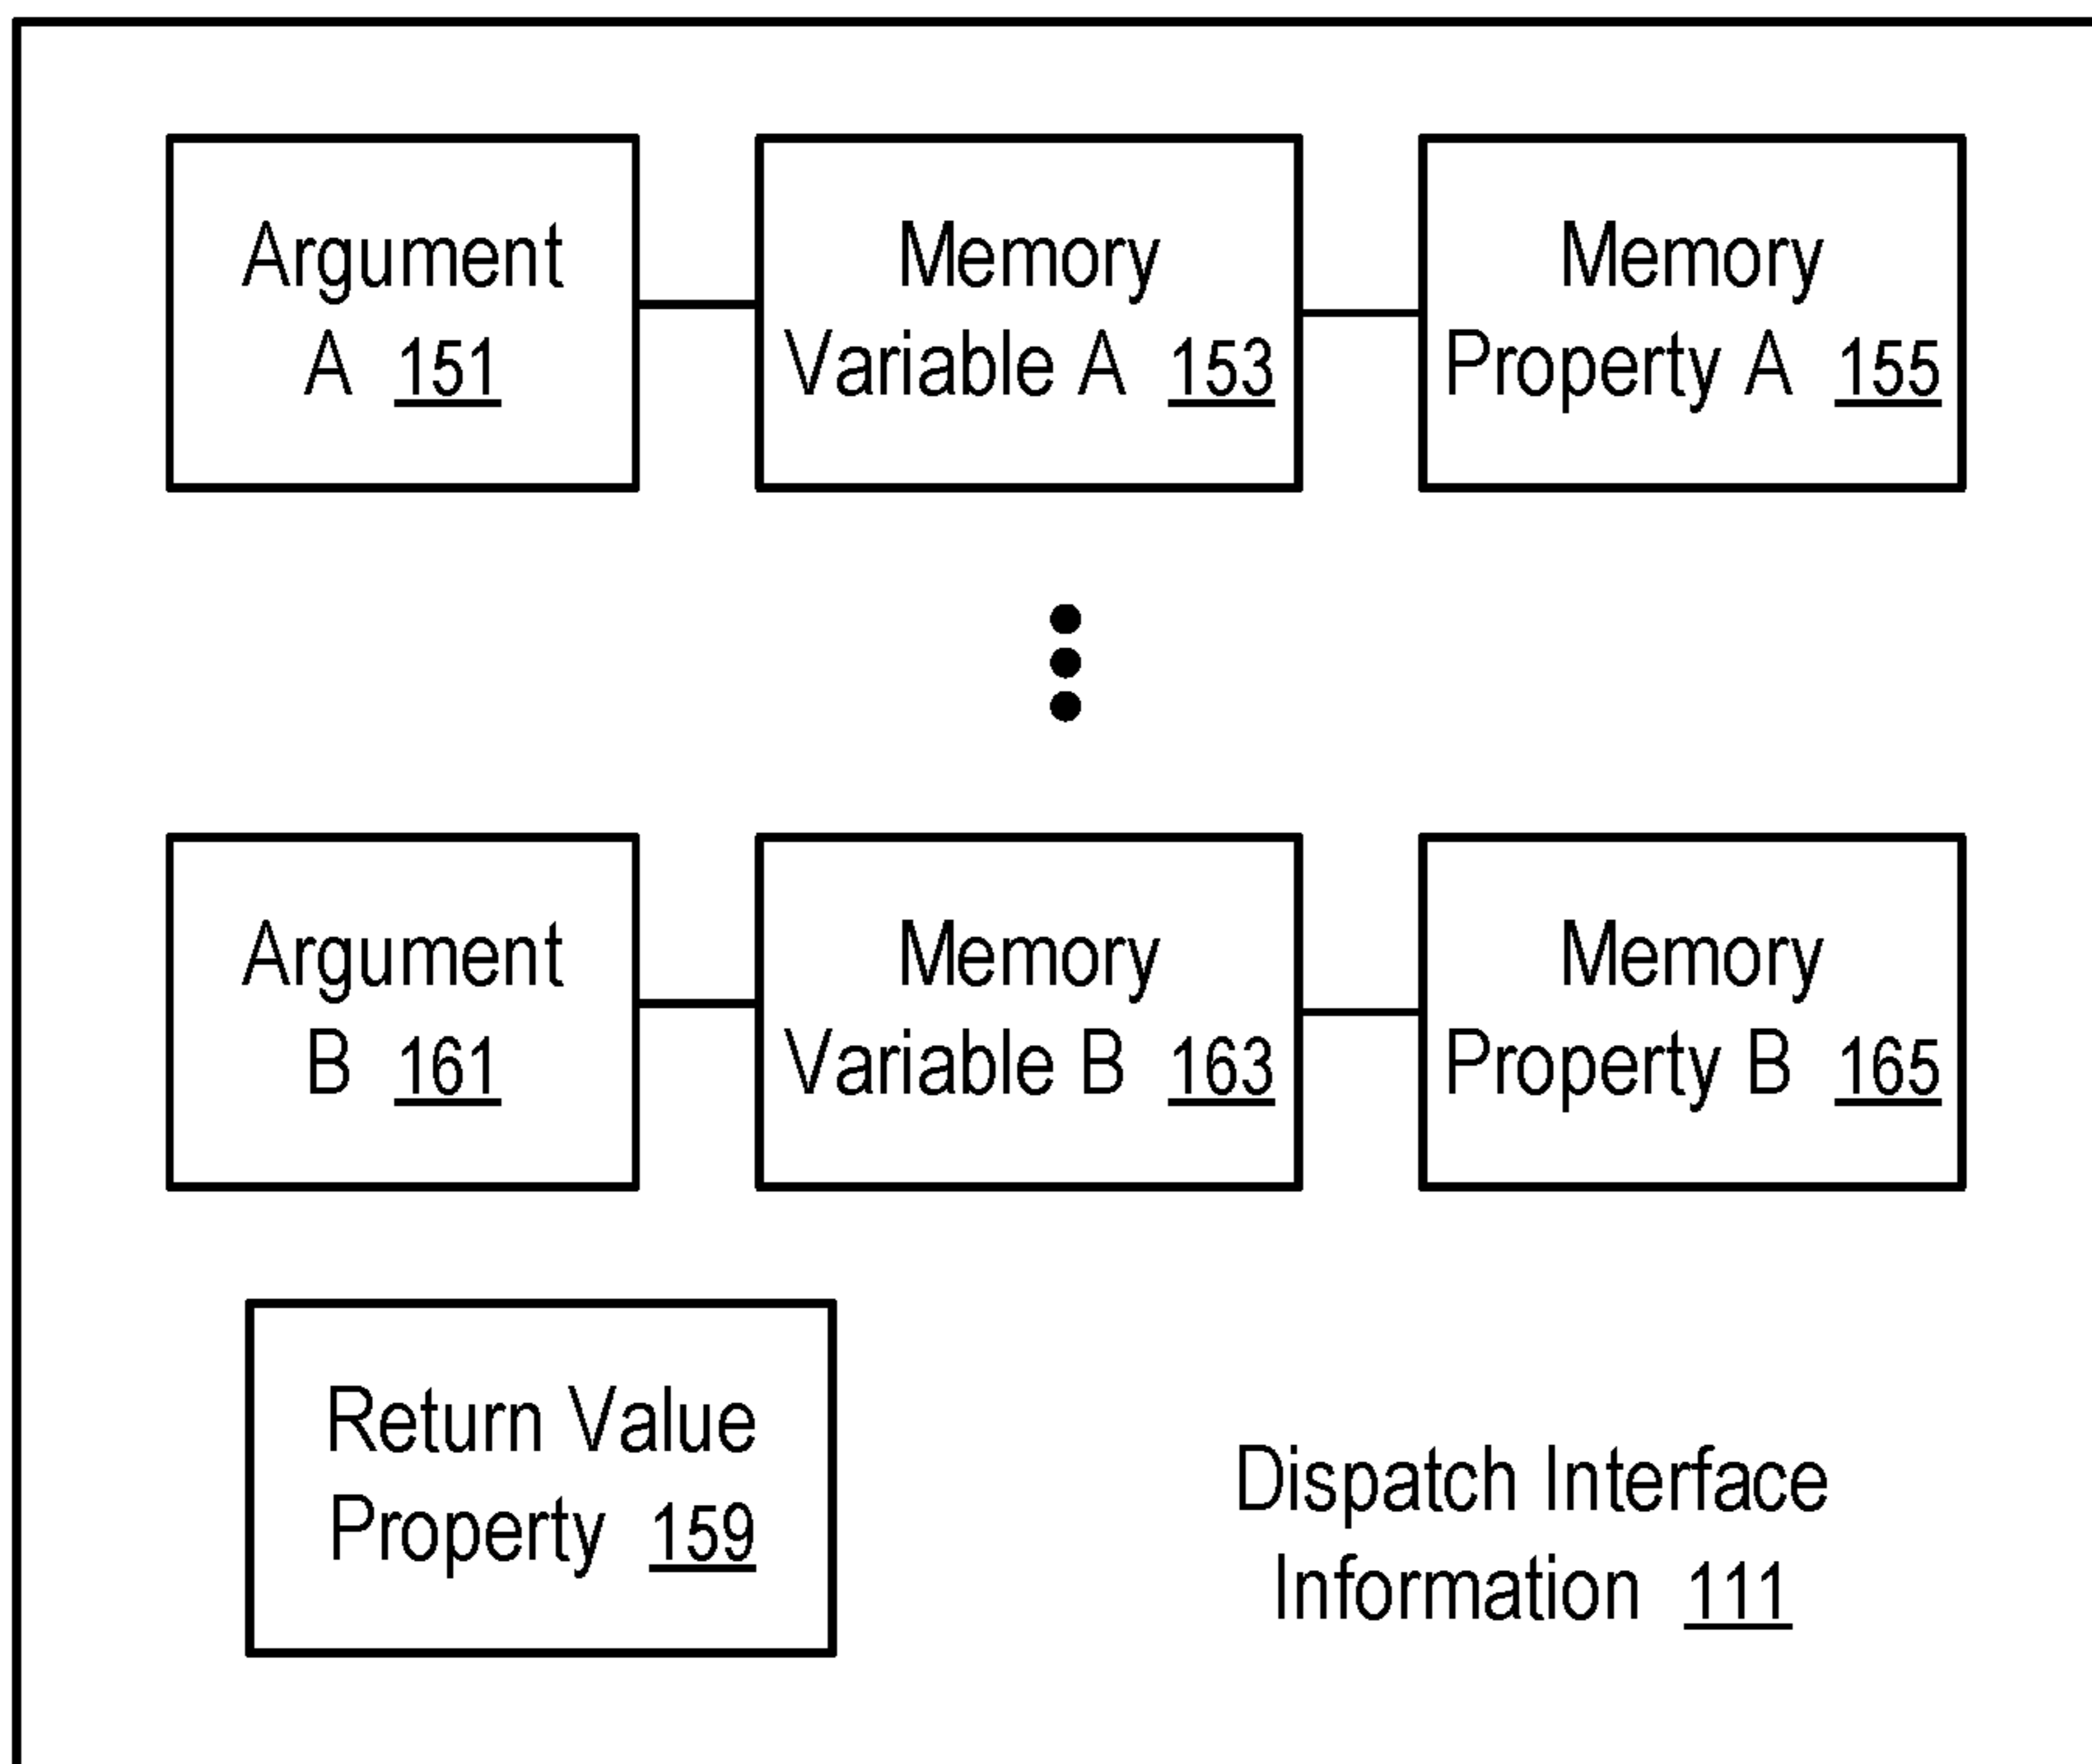 Argument
A 151
Memory
Variable A 153
Memory
Property A 155
Argument
B 161
Memory
Variable B 163
Memory
Property B 165
Return Value
Property 159
Dispatch Interface
Information 111